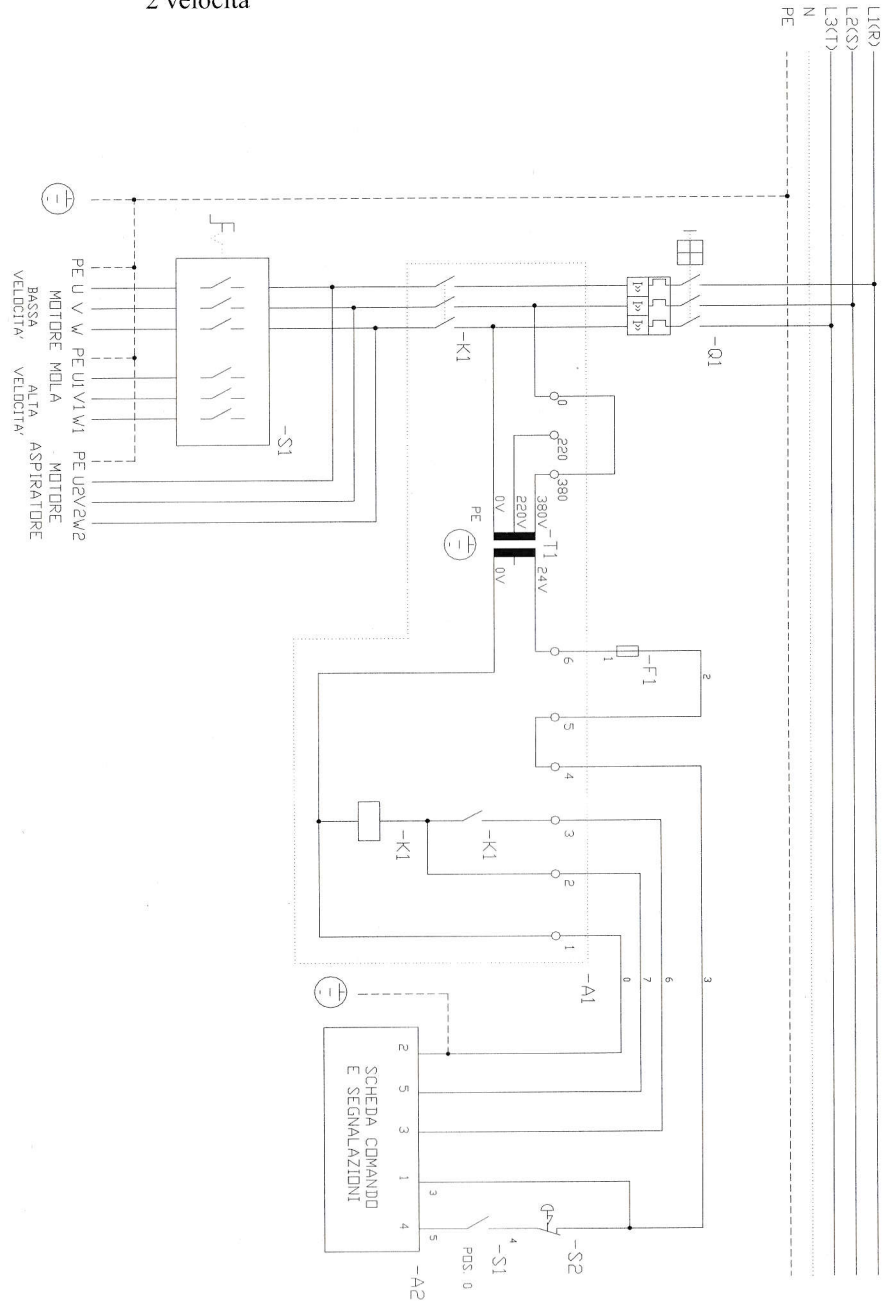 2 velocità
L1(R)
L2(S)
L3(T)
N
PE
-Q1
I>
I>
I>
-K1
-S1
0
220
380
380V
220V
0V
PE
-T1
24V
0V
6
1
-F1
2
5
4
3
2
1
-K1
-K1
-A1
3
6
7
0
PE U V W
PE U1 V1 W1
PE U2 V2 W2
MOTORE MOLA
BASSA VELOCITA'
ALTA VELOCITA'
MOTORE
ASPIRATORE
2
5
3
1
4
3
5
SCHEDA COMANDO
E SEGNALAZIONI
-A2
4
-S1
POS. 0
-S2